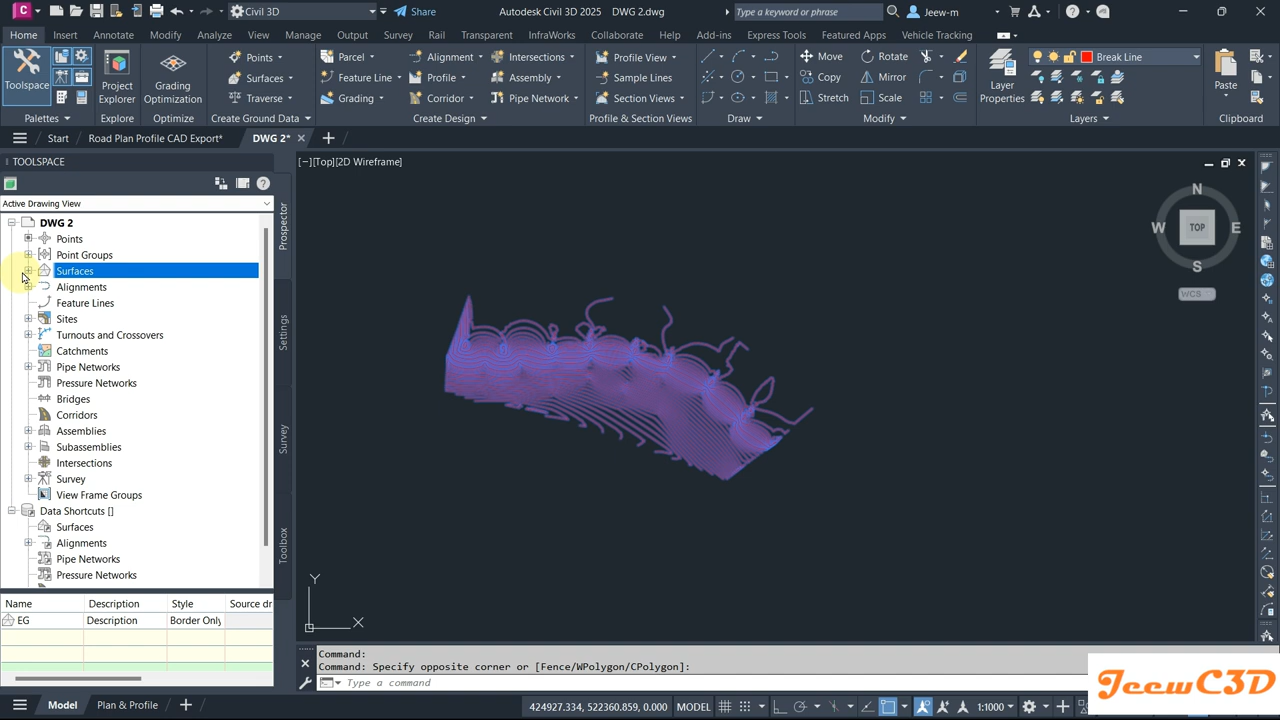 C Civil 3D Share Autodesk Civil 3D 2025 DWG 2.dwg Type a keyword or phrase Jeew-m
Home Insert Annotate Modify Analyze View Manage Output Survey Rail Transparent InfraWorks Collaborate Help Add-ins Express Tools Featured Apps Vehicle Tracking
Toolspace
Project Explorer
Grading Optimization
Points
Surfaces
Traverse
Parcel
Feature Line
Grading
Alignment
Profile
Corridor
Intersections
Assembly
Pipe Network
Profile View
Sample Lines
Section Views
Move
Copy
Stretch
Rotate
Mirror
Scale
Layer Properties
Break Line
Paste
Palettes Explore Optimize Create Ground Data Create Design Profile & Section Views Draw Modify Layers Clipboard
Start Road Plan Profile CAD Export* DWG 2*
TOOLSPACE
Active Drawing View
DWG 2
Points
Point Groups
Surfaces
Alignments
Feature Lines
Sites
Turnouts and Crossovers
Catchments
Pipe Networks
Pressure Networks
Bridges
Corridors
Assemblies
Subassemblies
Intersections
Survey
View Frame Groups
Data Shortcuts []
Surfaces
Alignments
Pipe Networks
Pressure Networks
Prospector
Settings
Survey
Toolbox
Name Description Style Source dr
EG Description Border Only
[−][Top][2D Wireframe]
N
W TOP E
S
WCS
Y
X
Command:
Command: Specify opposite corner or [Fence/WPolygon/CPolygon]:
Type a command
Model Plan & Profile
424927.334, 522360.859, 0.000 MODEL 1:1000
JeewC3D